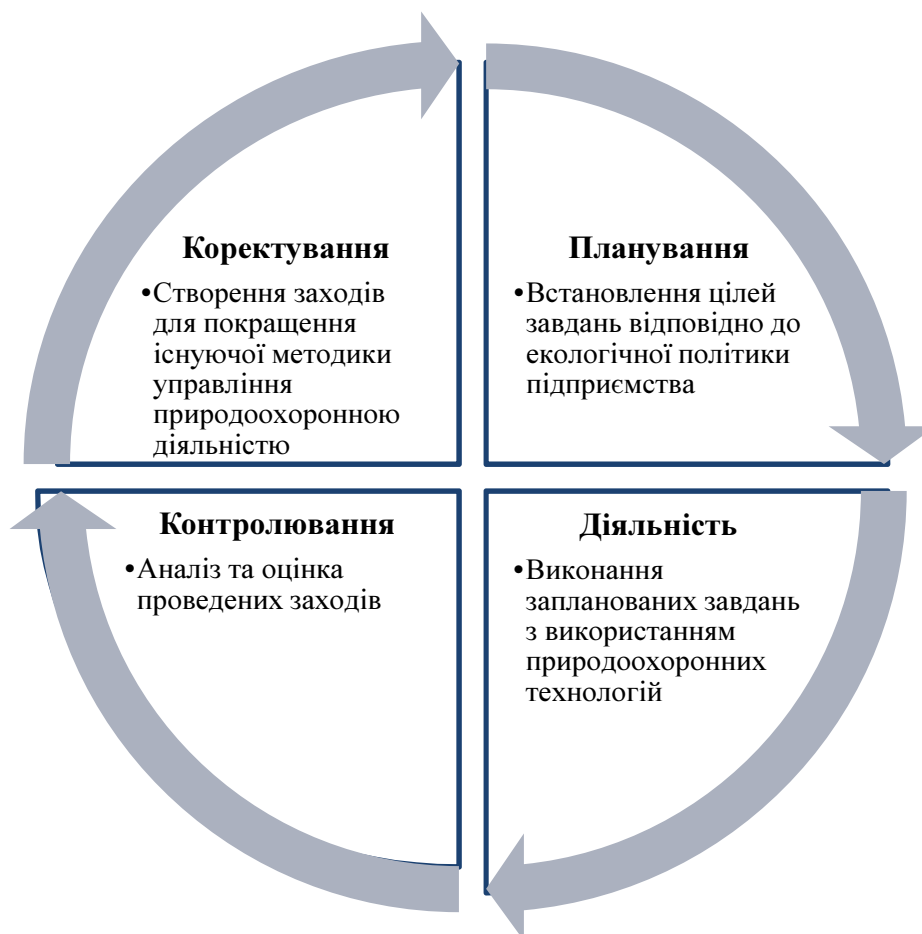 Коректування
•Створення заходів
для покращення
існуючої методики
управління
природоохоронною
діяльністю
Планування
•Встановлення цілей
завдань відповідно до
екологічної політики
підприємства
Контролювання
•Аналіз та оцінка
проведених заходів
Діяльність
•Виконання
запланованих завдань
з використанням
природоохоронних
технологій